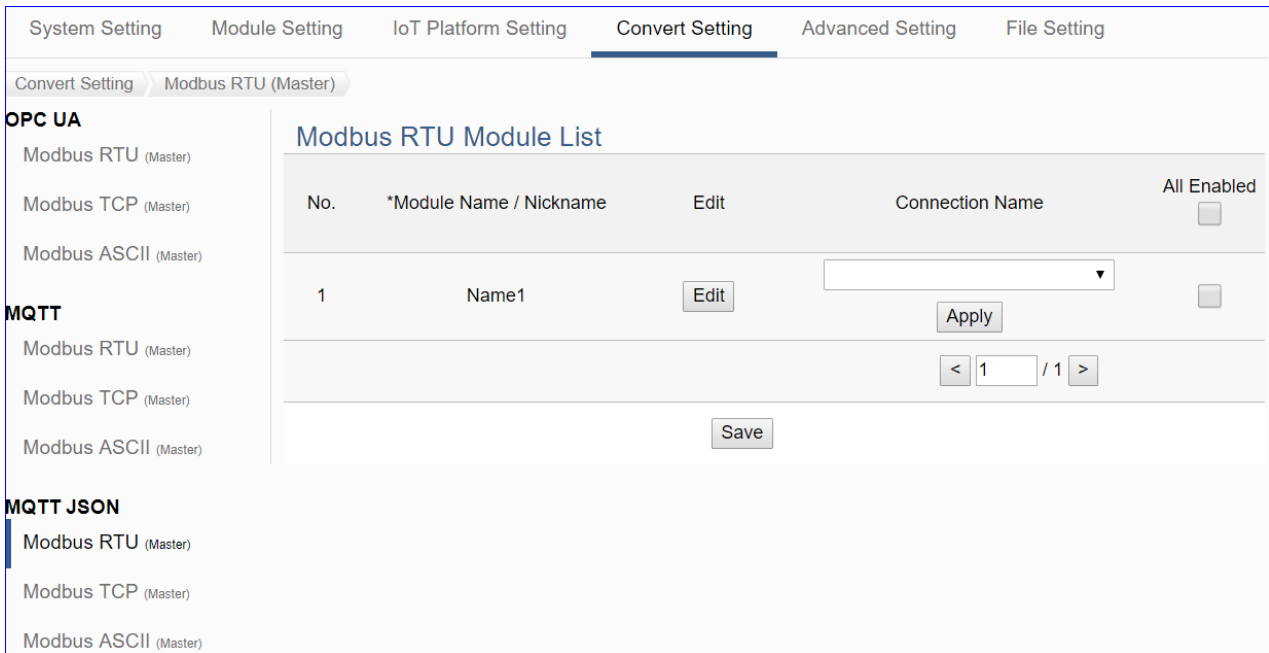 System Setting Module Setting IoT Platform Setting Convert Setting Advanced Setting File Setting
Convert Setting Modbus RTU (Master)
OPC UA
Modbus RTU (Master)
Modbus TCP (Master)
Modbus ASCII (Master)
MQTT
Modbus RTU (Master)
Modbus TCP (Master)
Modbus ASCII (Master)
MQTT JSON
Modbus RTU (Master)
Modbus TCP (Master)
Modbus ASCII (Master)
Modbus RTU Module List
No. *Module Name / Nickname Edit Connection Name All Enabled
1 Name1 Edit ▼
Apply
< 1 / 1 >
Save